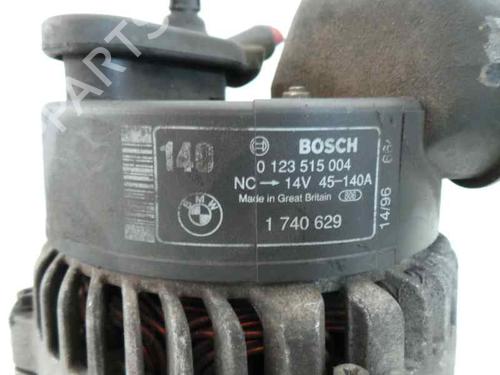 PARTS
140
BOSCH
0 123 515 004
NC → 14V 45-140A
Made in Great Britain 806
BMW
1 740 629
14/96